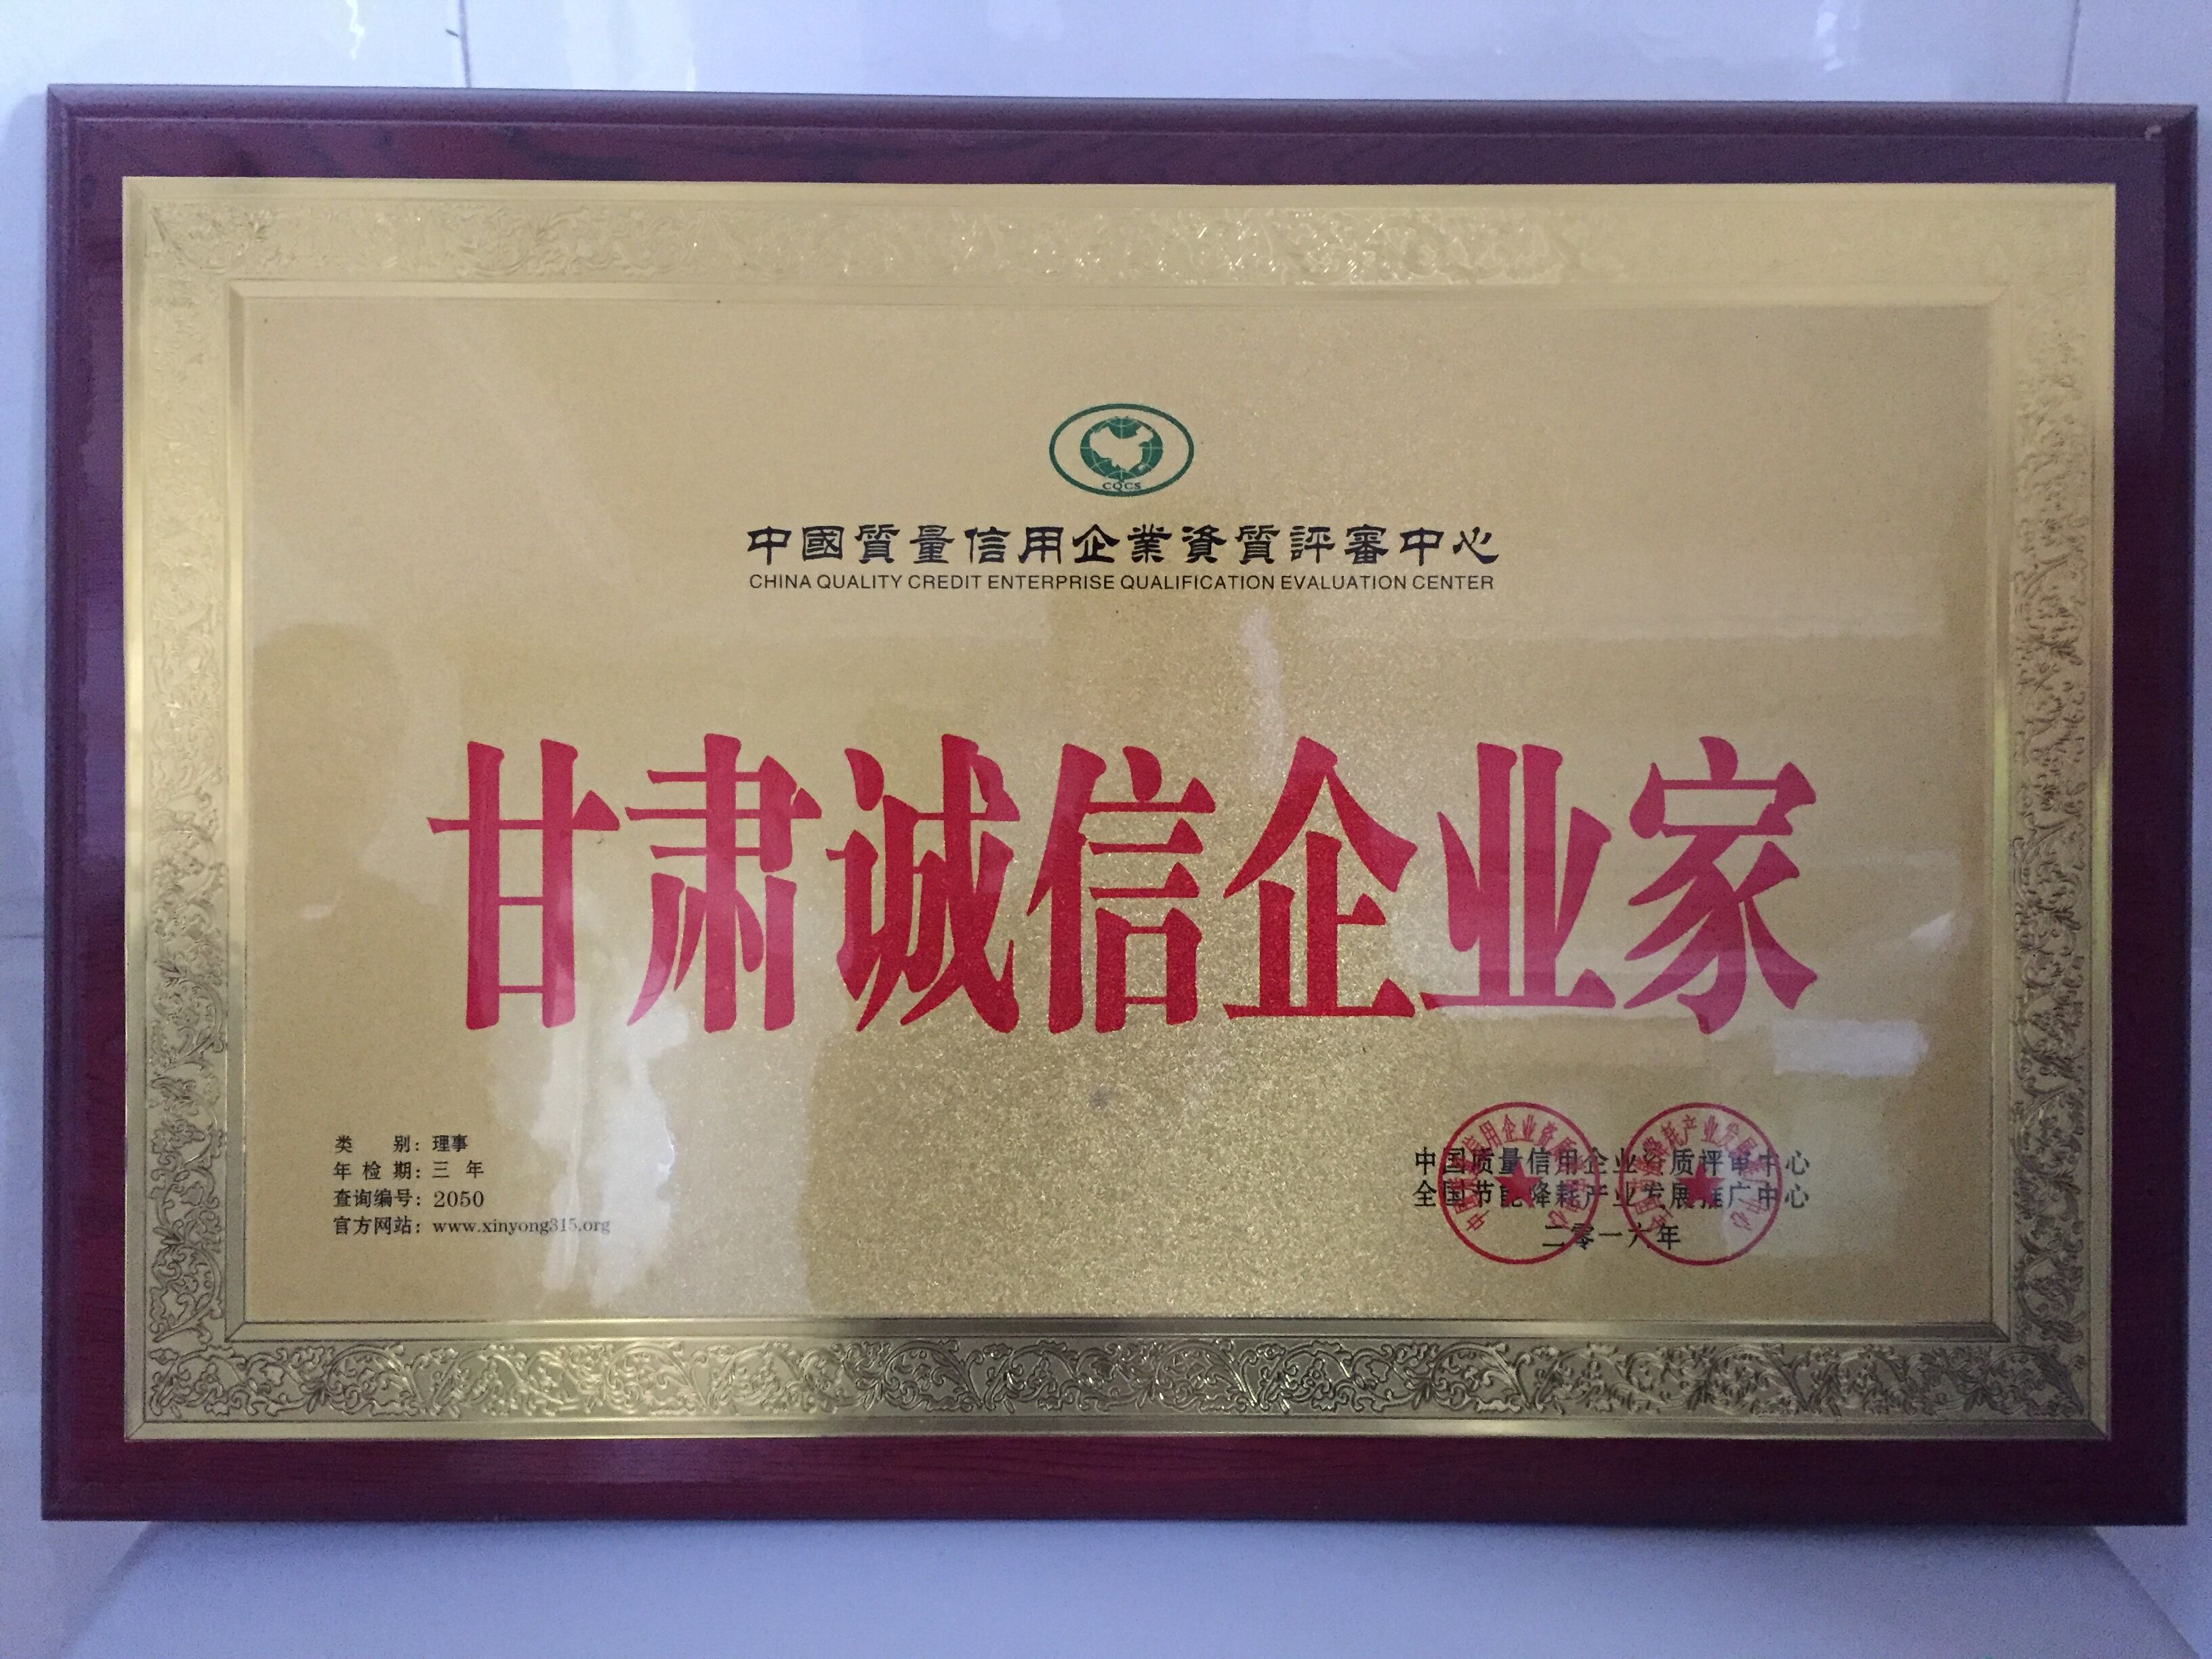 CQCS
中國質量信用企業資質評審中心
CHINA QUALITY CREDIT ENTERPRISE QUALIFICATION EVALUATION CENTER
甘肃诚信企业家
类 别：理事
年 检 期：三 年
查询编号：2050
官方网站：www.xinyong315.org
中国质量信用企业资质评审中心
全国节能降耗产业发展推广中心
二零一六年